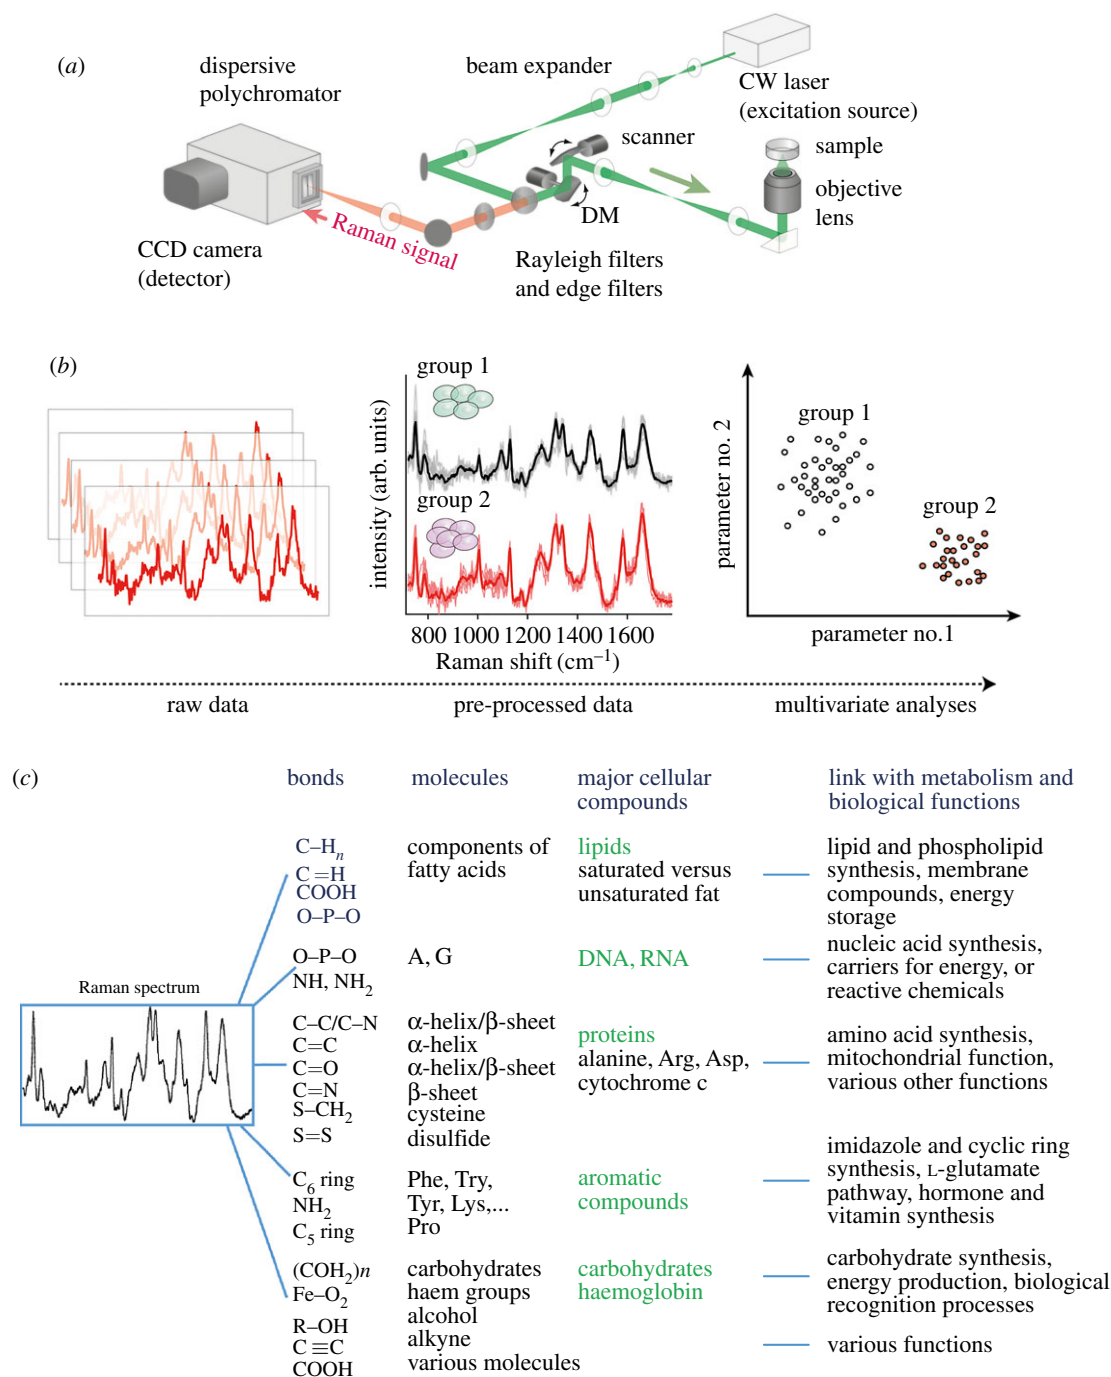 (a)
dispersive
polychromator
beam expander
CW laser
(excitation source)
scanner
sample
objective
lens
DM
Raman signal
CCD camera
(detector)
Rayleigh filters
and edge filters
(b)
group 1
group 2
intensity (arb. units)
800 1000 1200 1400 1600
Raman shift (cm⁻¹)
parameter no. 2
group 1
group 2
parameter no.1
raw data
pre-processed data
multivariate analyses
(c)
bonds
molecules
major cellular
compounds
link with metabolism and
biological functions
Raman spectrum
C–Hₙ
C=H
COOH
O–P–O
components of
fatty acids
lipids
saturated versus
unsaturated fat
lipid and phospholipid
synthesis, membrane
compounds, energy
storage
O–P–O
NH, NH₂
A, G
DNA, RNA
nucleic acid synthesis,
carriers for energy, or
reactive chemicals
C–C/C–N
C=C
C=O
C=N
S–CH₂
S=S
α-helix/β-sheet
α-helix
α-helix/β-sheet
β-sheet
cysteine
disulfide
proteins
alanine, Arg, Asp,
cytochrome c
amino acid synthesis,
mitochondrial function,
various other functions
C₆ ring
NH₂
C₅ ring
Phe, Try,
Tyr, Lys,...
Pro
aromatic
compounds
imidazole and cyclic ring
synthesis, L-glutamate
pathway, hormone and
vitamin synthesis
(COH₂)n
Fe–O₂
R–OH
C≡C
COOH
carbohydrates
haem groups
alcohol
alkyne
various molecules
carbohydrates
haemoglobin
carbohydrate synthesis,
energy production, biological
recognition processes
various functions